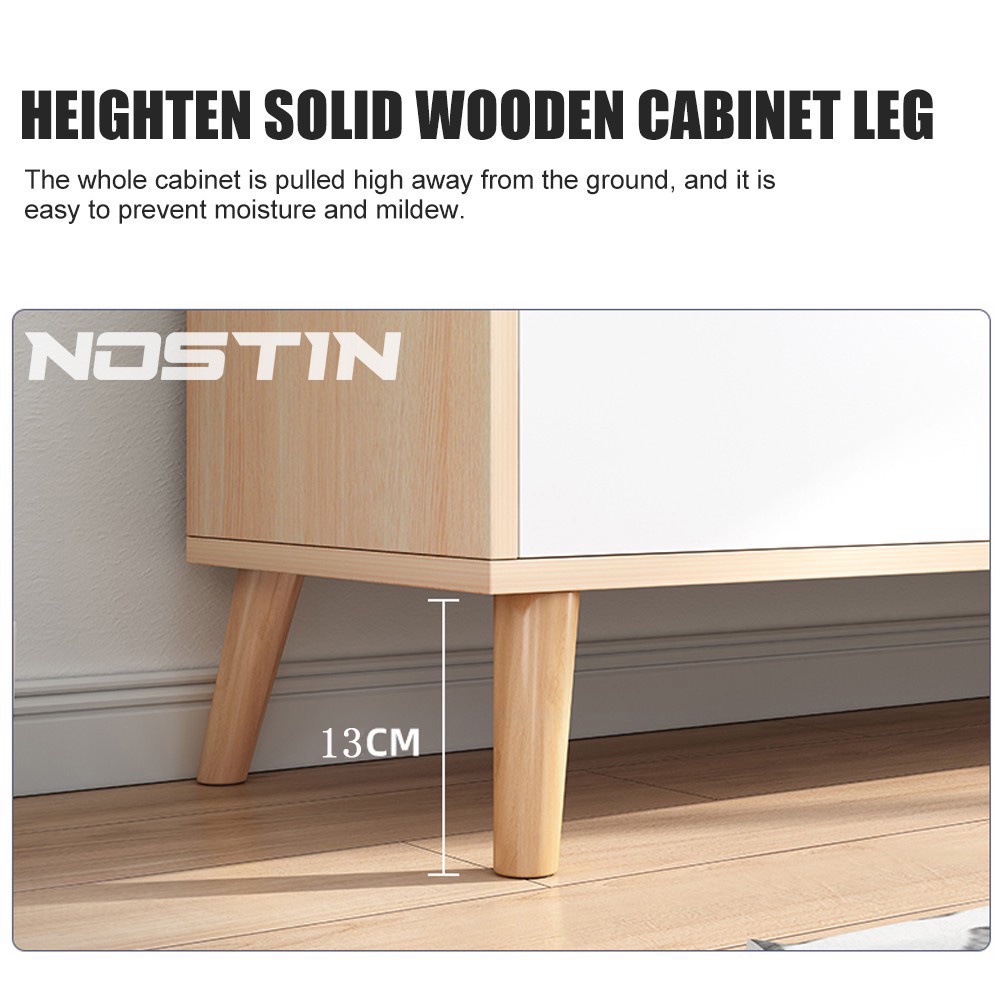 HEIGHTEN SOLID WOODEN CABINET LEG
The whole cabinet is pulled high away from the ground, and it is
easy to prevent moisture and mildew.
NOSTIN
13CM